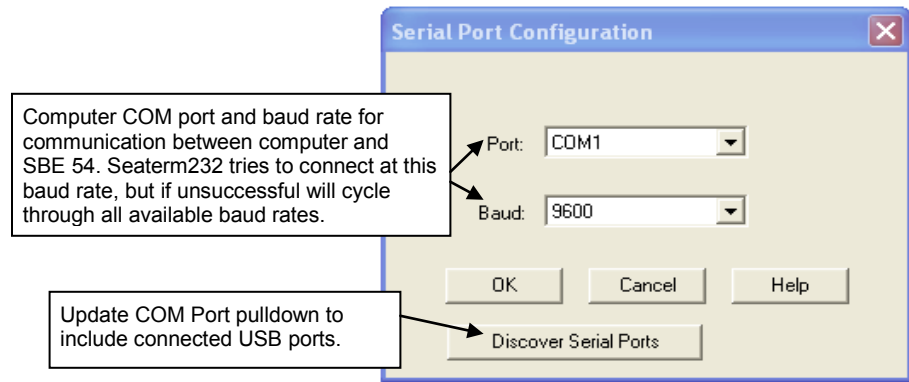 Serial Port Configuration
Computer COM port and baud rate for
communication between computer and
SBE 54. Seaterm232 tries to connect at this
baud rate, but if unsuccessful will cycle
through all available baud rates.
Port: COM1
Baud: 9600
OK Cancel Help
Update COM Port pulldown to
include connected USB ports.
Discover Serial Ports